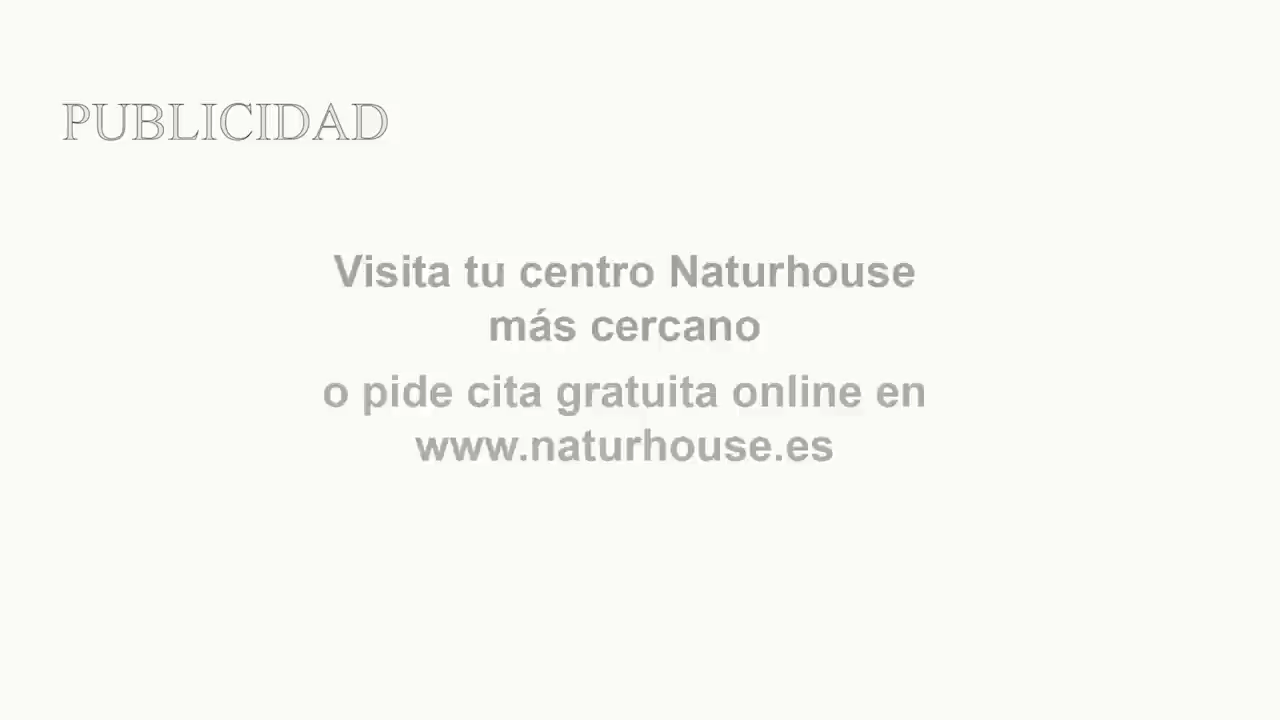 PUBLICIDAD
Visita tu centro Naturhouse
más cercano
o pide cita gratuita online en
www.naturhouse.es